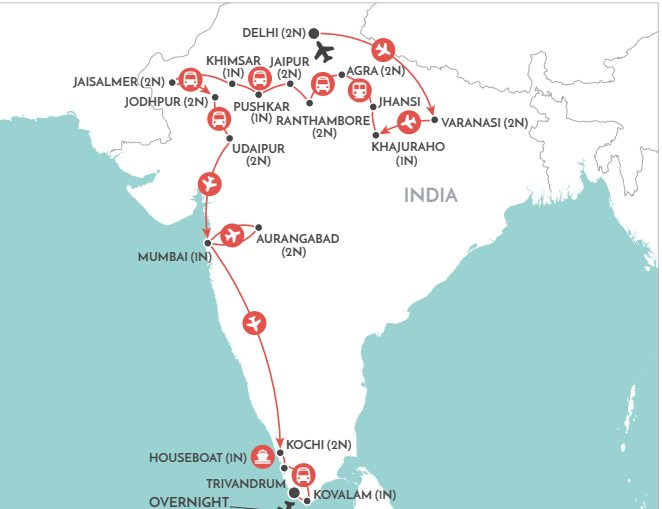 DELHI (2N)
KHIMSAR
(1N)
JAIPUR
(2N)
AGRA (2N)
JAISALMER (2N)
JODHPUR (2N)
PUSHKAR
(1N)
RANTHAMBORE
(2N)
JHANSI
VARANASI (2N)
KHAJURAHO
(1N)
UDAIPUR
(2N)
INDIA
AURANGABAD
(2N)
MUMBAI (1N)
KOCHI (2N)
HOUSEBOAT (1N)
TRIVANDRUM
KOVALAM (1N)
OVERNIGHT